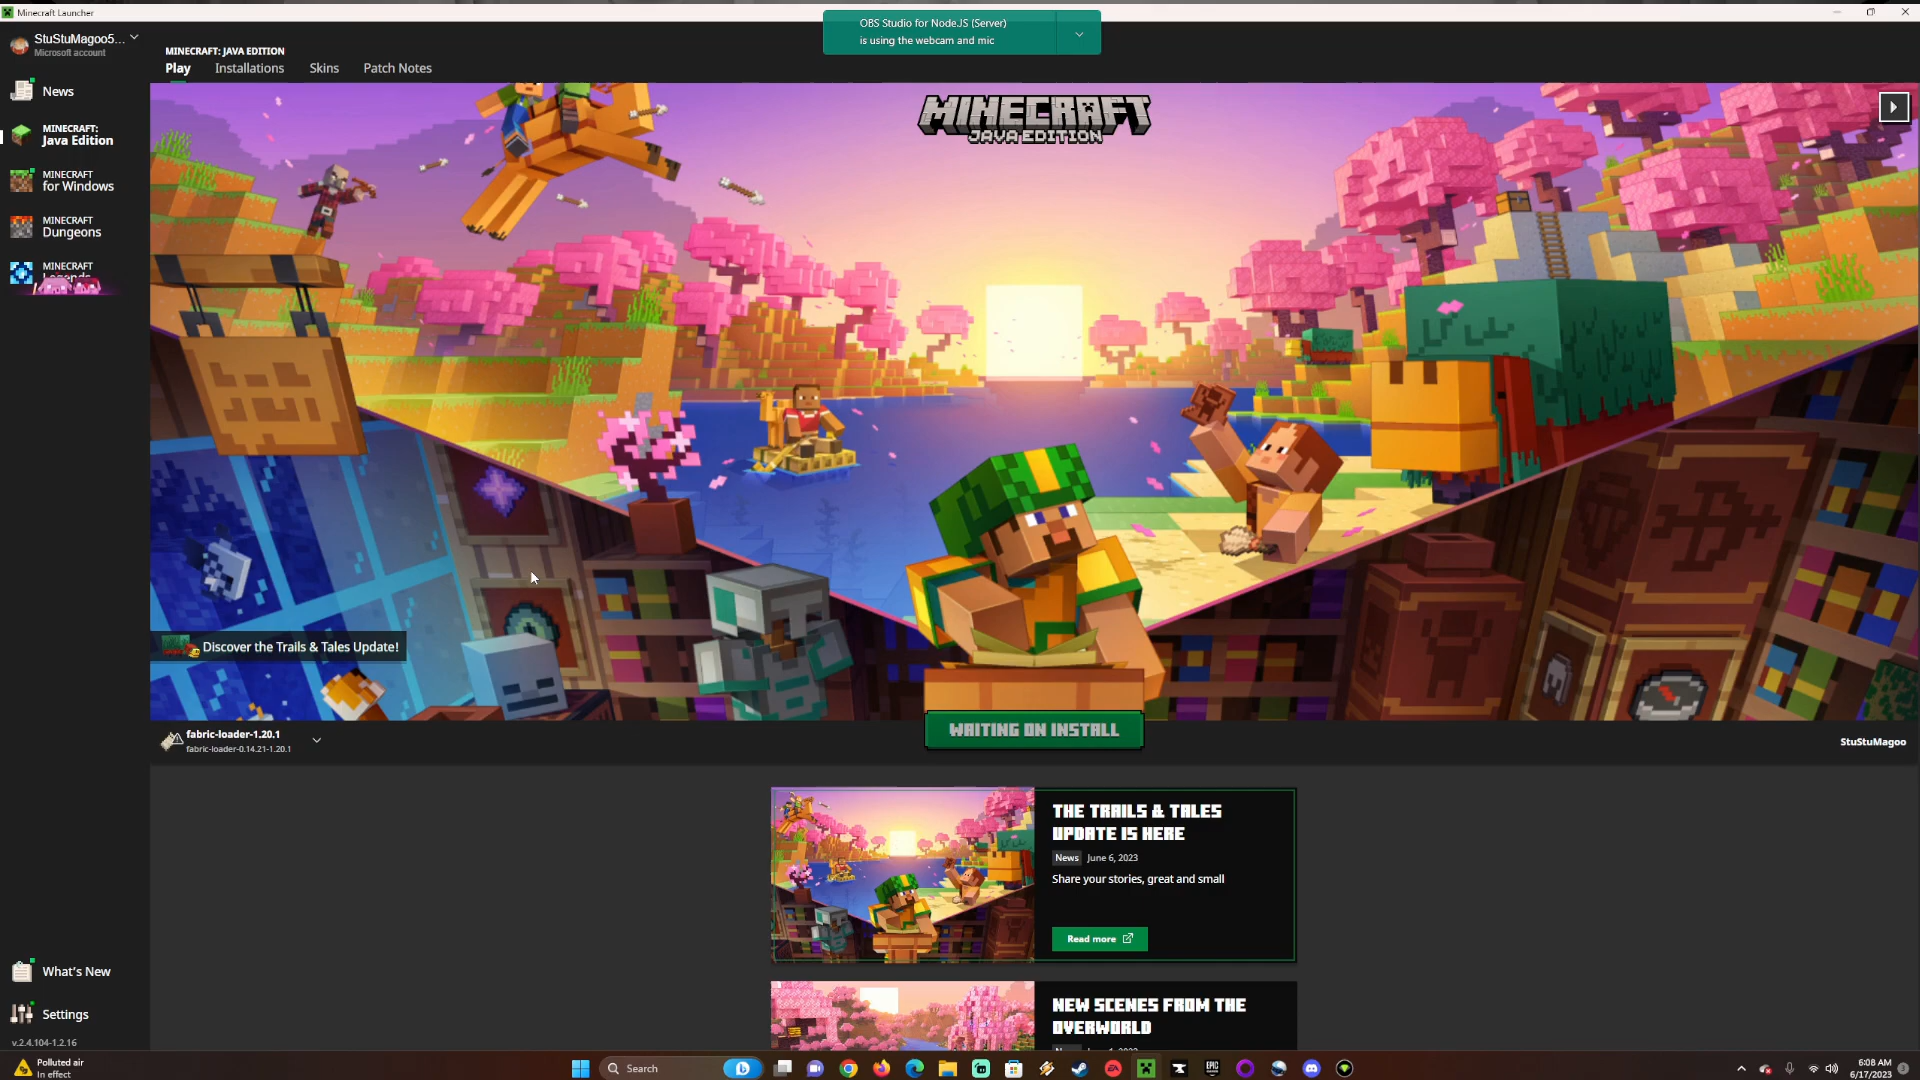 Minecraft Launcher
OBS Studio for NodeJS (Server)
is using the webcam and mic
StuStuMagoo5...
Microsoft account
MINECRAFT: JAVA EDITION
Play Installations Skins Patch Notes
News
MINECRAFT:
Java Edition
MINECRAFT
for Windows
MINECRAFT
Dungeons
MINECRAFT
Legends
MINECRAFT
JAVA EDITION
Discover the Trails & Tales Update!
fabric-loader-1.20.1
fabric-loader-0.14.21-1.20.1
WAITING ON INSTALL
StuStuMagoo
THE TRAILS & TALES
UPDATE IS HERE
News June 6, 2023
Share your stories, great and small
Read more
NEW SCENES FROM THE
OVERWORLD
What's New
Settings
v.2.4.104-1.2.16
Polluted air
In effect
Search
EA
EPIC
6:08 AM
6/17/2023
3